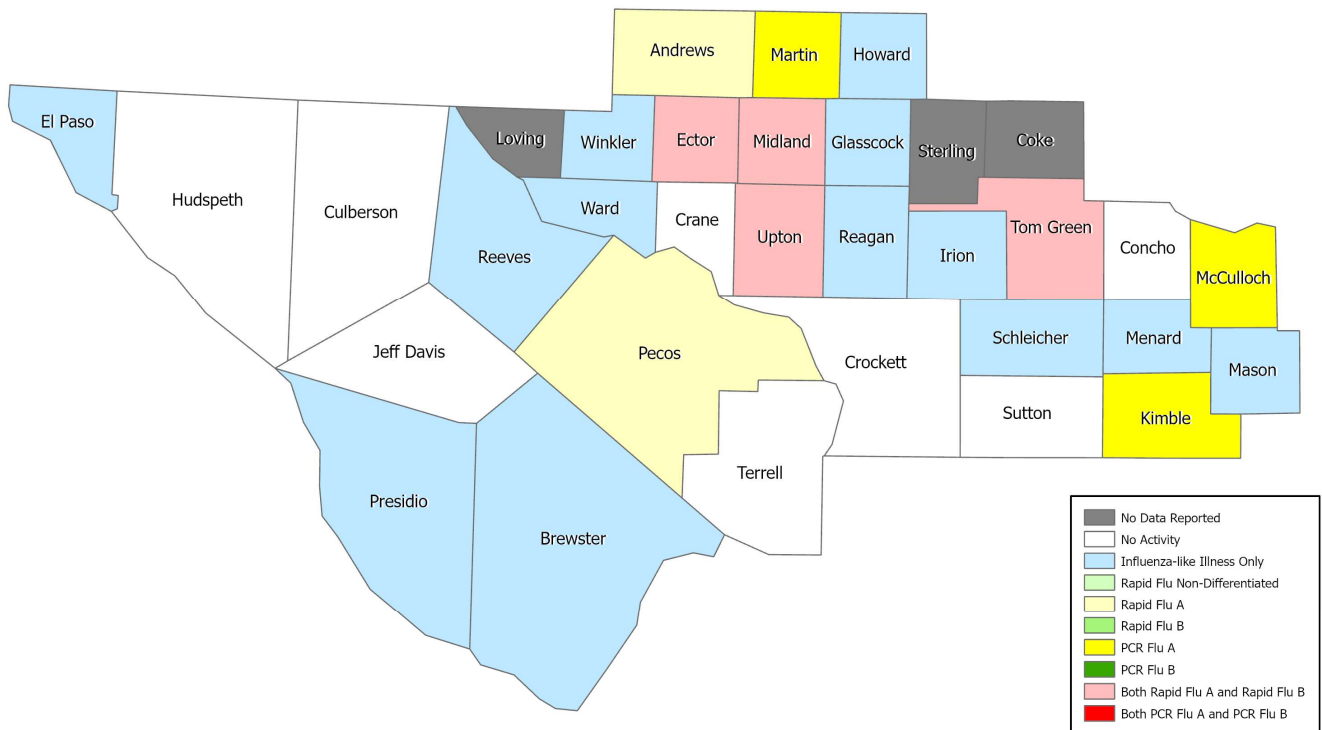 Andrews
Martin
Howard
El Paso
Loving
Winkler
Ector
Midland
Glasscock
Sterling
Coke
Hudspeth
Culberson
Ward
Crane
Upton
Reagan
Irion
Tom Green
Concho
Reeves
McCulloch
Jeff Davis
Pecos
Crockett
Schleicher
Menard
Mason
Sutton
Kimble
Presidio
Brewster
Terrell
No Data Reported
No Activity
Influenza-like Illness Only
Rapid Flu Non-Differentiated
Rapid Flu A
Rapid Flu B
PCR Flu A
PCR Flu B
Both Rapid Flu A and Rapid Flu B
Both PCR Flu A and PCR Flu B